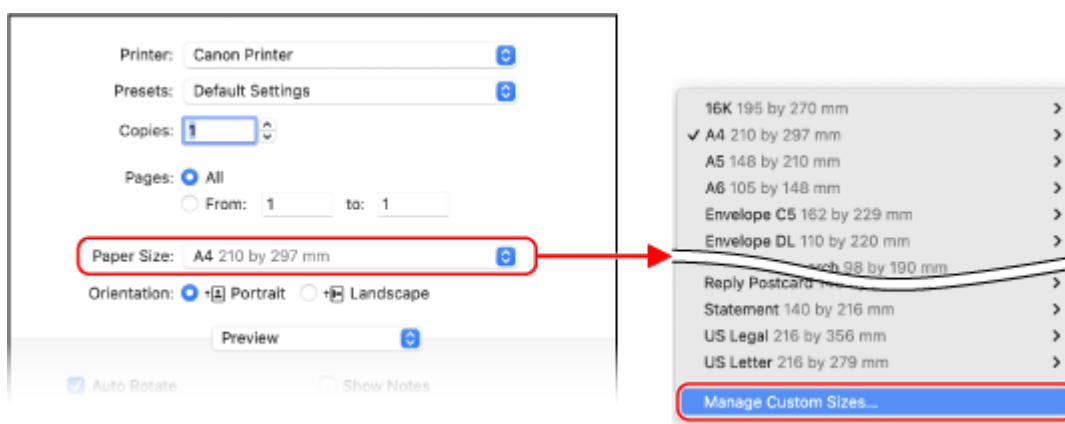 Printer: Canon Printer
Presets: Default Settings
Copies: 1
Pages: All
From: 1 to: 1
Paper Size: A4 210 by 297 mm
Orientation: Portrait Landscape
Preview
Auto Rotate Show Notes
16K 195 by 270 mm
A4 210 by 297 mm
A5 148 by 210 mm
A6 105 by 148 mm
Envelope C5 162 by 229 mm
Envelope DL 110 by 220 mm
98 by 190 mm
Reply Postcard
Statement 140 by 216 mm
US Legal 216 by 356 mm
US Letter 216 by 279 mm
Manage Custom Sizes...